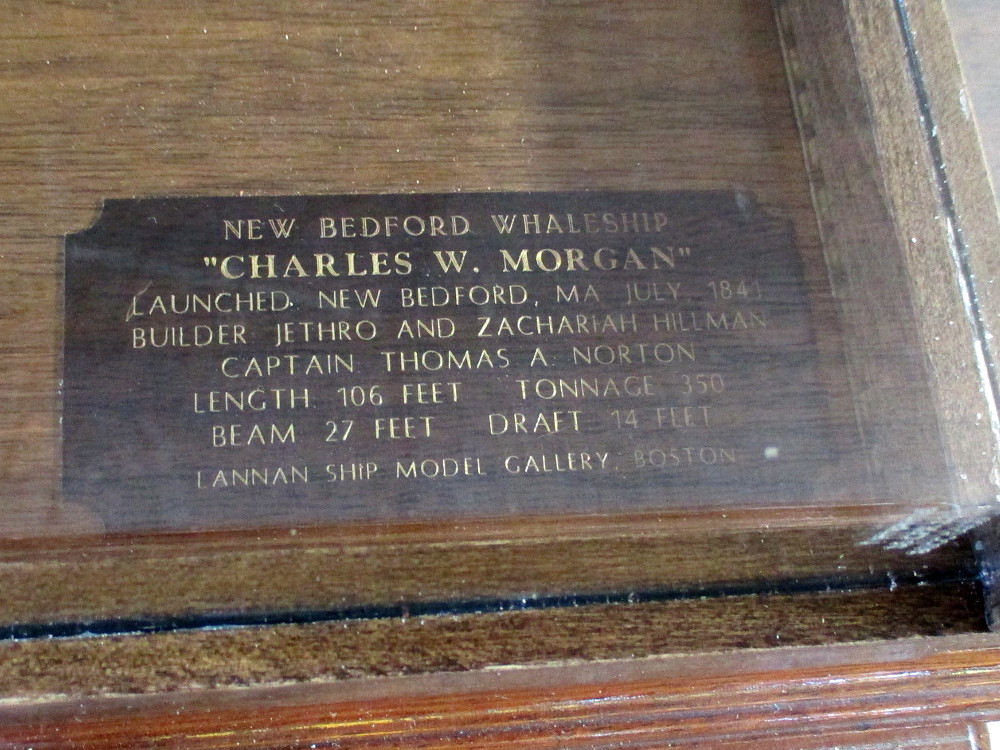 NEW BEDFORD WHALESHIP
"CHARLES W. MORGAN"
LAUNCHED. NEW BEDFORD, MA JULY, 1841
BUILDER JETHRO AND ZACHARIAH HILLMAN
CAPTAIN THOMAS A. NORTON
LENGTH 106 FEET TONNAGE 350
BEAM 27 FEET DRAFT 14 FEET
LANNAN SHIP MODEL GALLERY, BOSTON